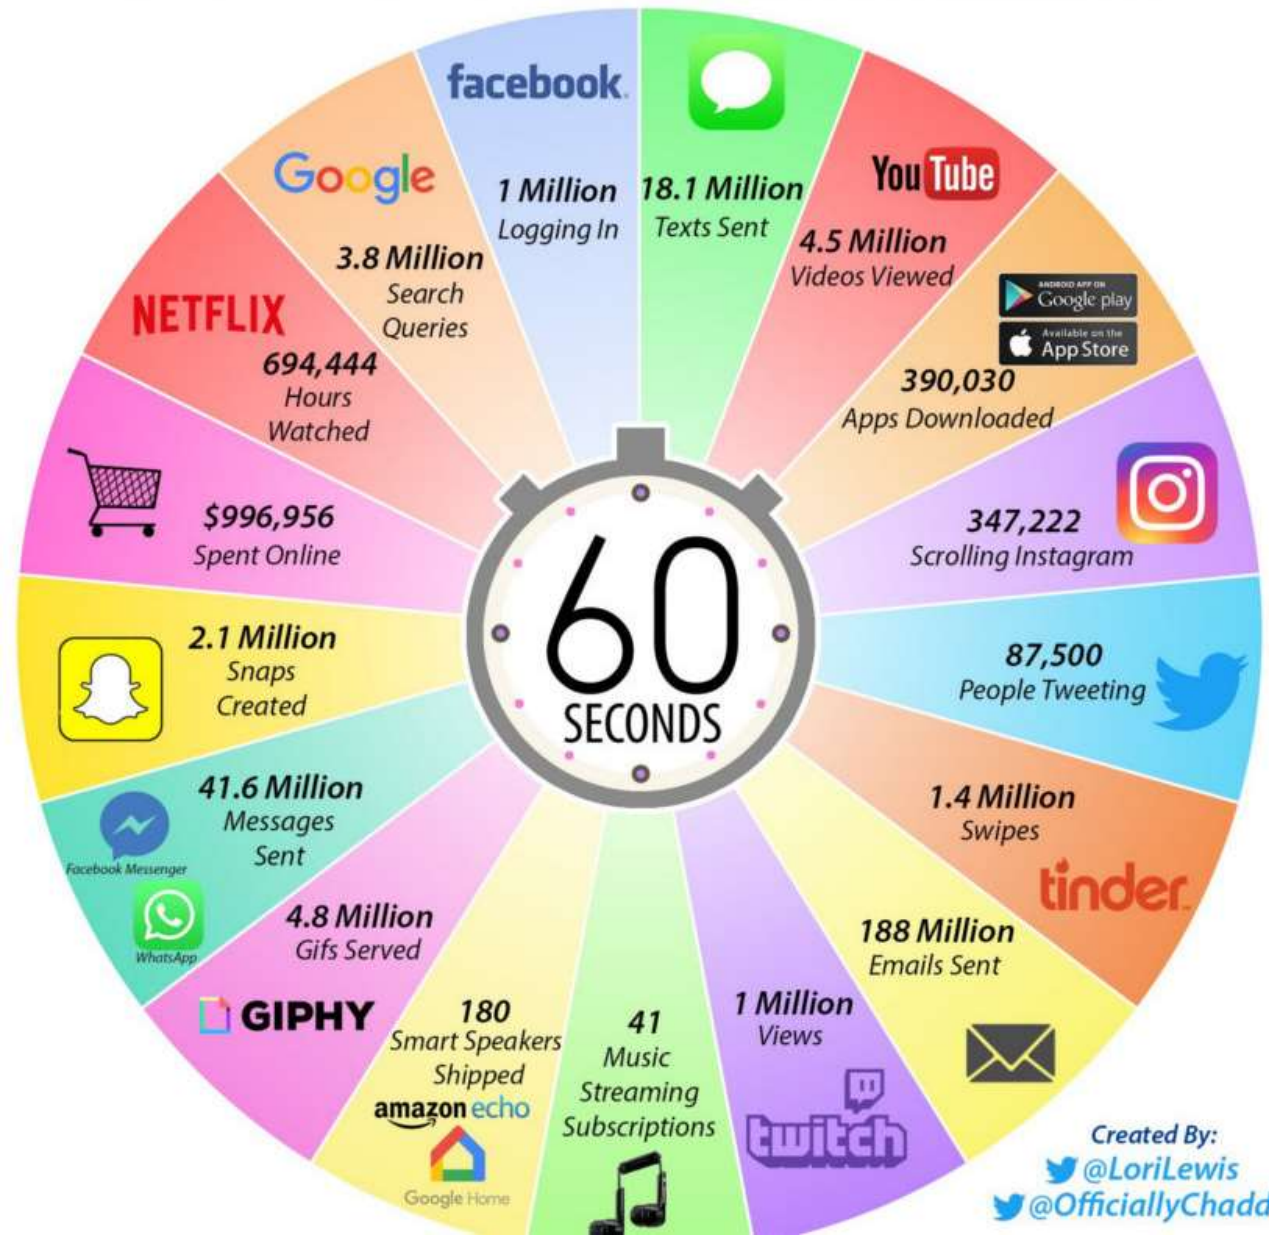 facebook
1 Million
Logging In
18.1 Million
Texts Sent
You Tube
4.5 Million
Videos Viewed
ANDROID APP ON
Google play
Available on the
App Store
390,030
Apps Downloaded
347,222
Scrolling Instagram
87,500
People Tweeting
1.4 Million
Swipes
tinder
188 Million
Emails Sent
1 Million
Views
twitch
41
Music
Streaming
Subscriptions
180
Smart Speakers
Shipped
amazon echo
Google Home
4.8 Million
Gifs Served
GIPHY
41.6 Million
Messages
Sent
Facebook Messenger
WhatsApp
2.1 Million
Snaps
Created
$996,956
Spent Online
NETFLIX
694,444
Hours
Watched
Google
3.8 Million
Search
Queries
60
SECONDS
Created By:
@LoriLewis
@OfficiallyChadd